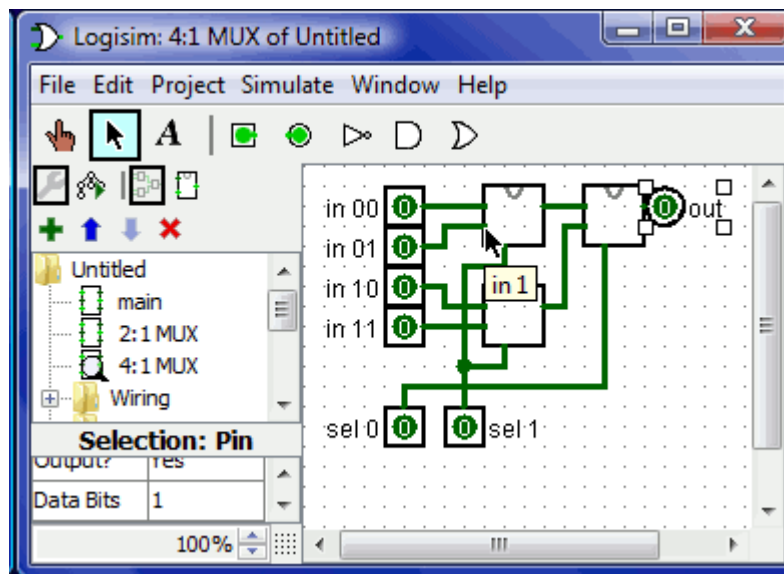 Logisim: 4:1 MUX of Untitled
File Edit Project Simulate Window Help
A
Untitled
main
2:1 MUX
4:1 MUX
Wiring
Selection: Pin
Output? Yes
Data Bits 1
100%
in 00 0
in 01 0
in 10 0
in 11 0
in 1
0 out
sel 0 0
0 sel 1